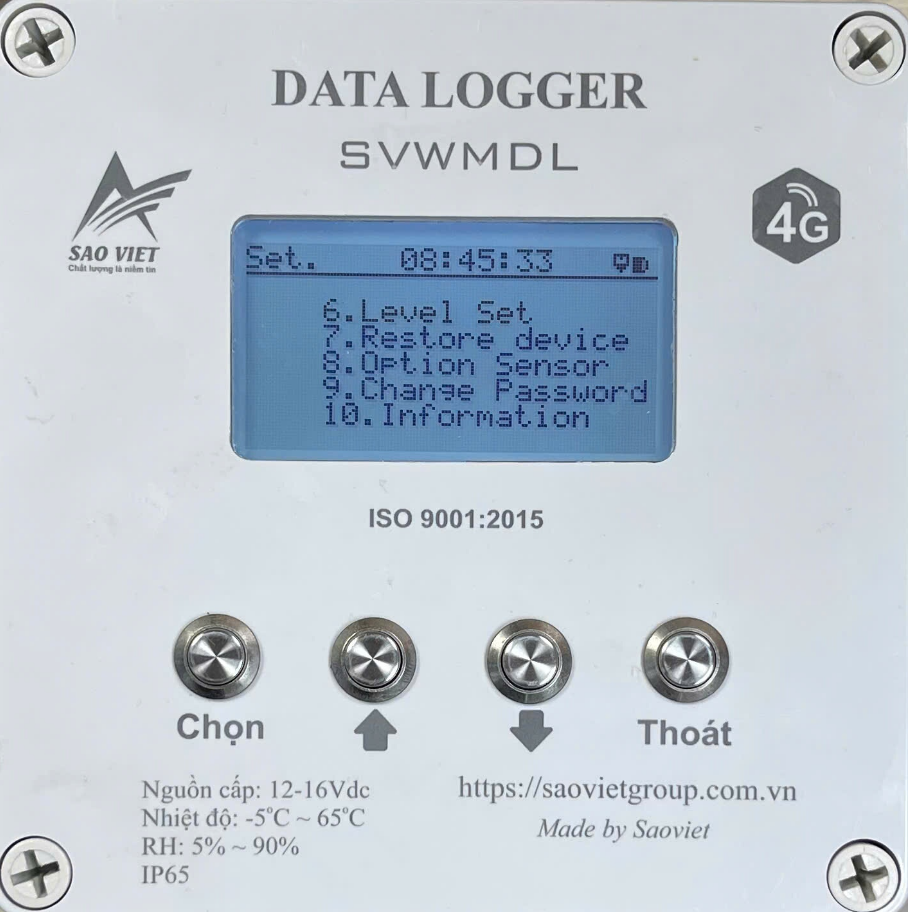 DATA LOGGER
SVWMDL
SAO VIET
Chất lượng là niềm tin
4G
Set. 08:45:33
6.Level Set
7.Restore device
8.Option Sensor
9.Change Password
10.Information
ISO 9001:2015
Chọn
Thoát
Nguồn cấp: 12-16Vdc
Nhiệt độ: -5°C ~ 65°C
RH: 5% ~ 90%
IP65
https://saovietgroup.com.vn
Made by Saoviet